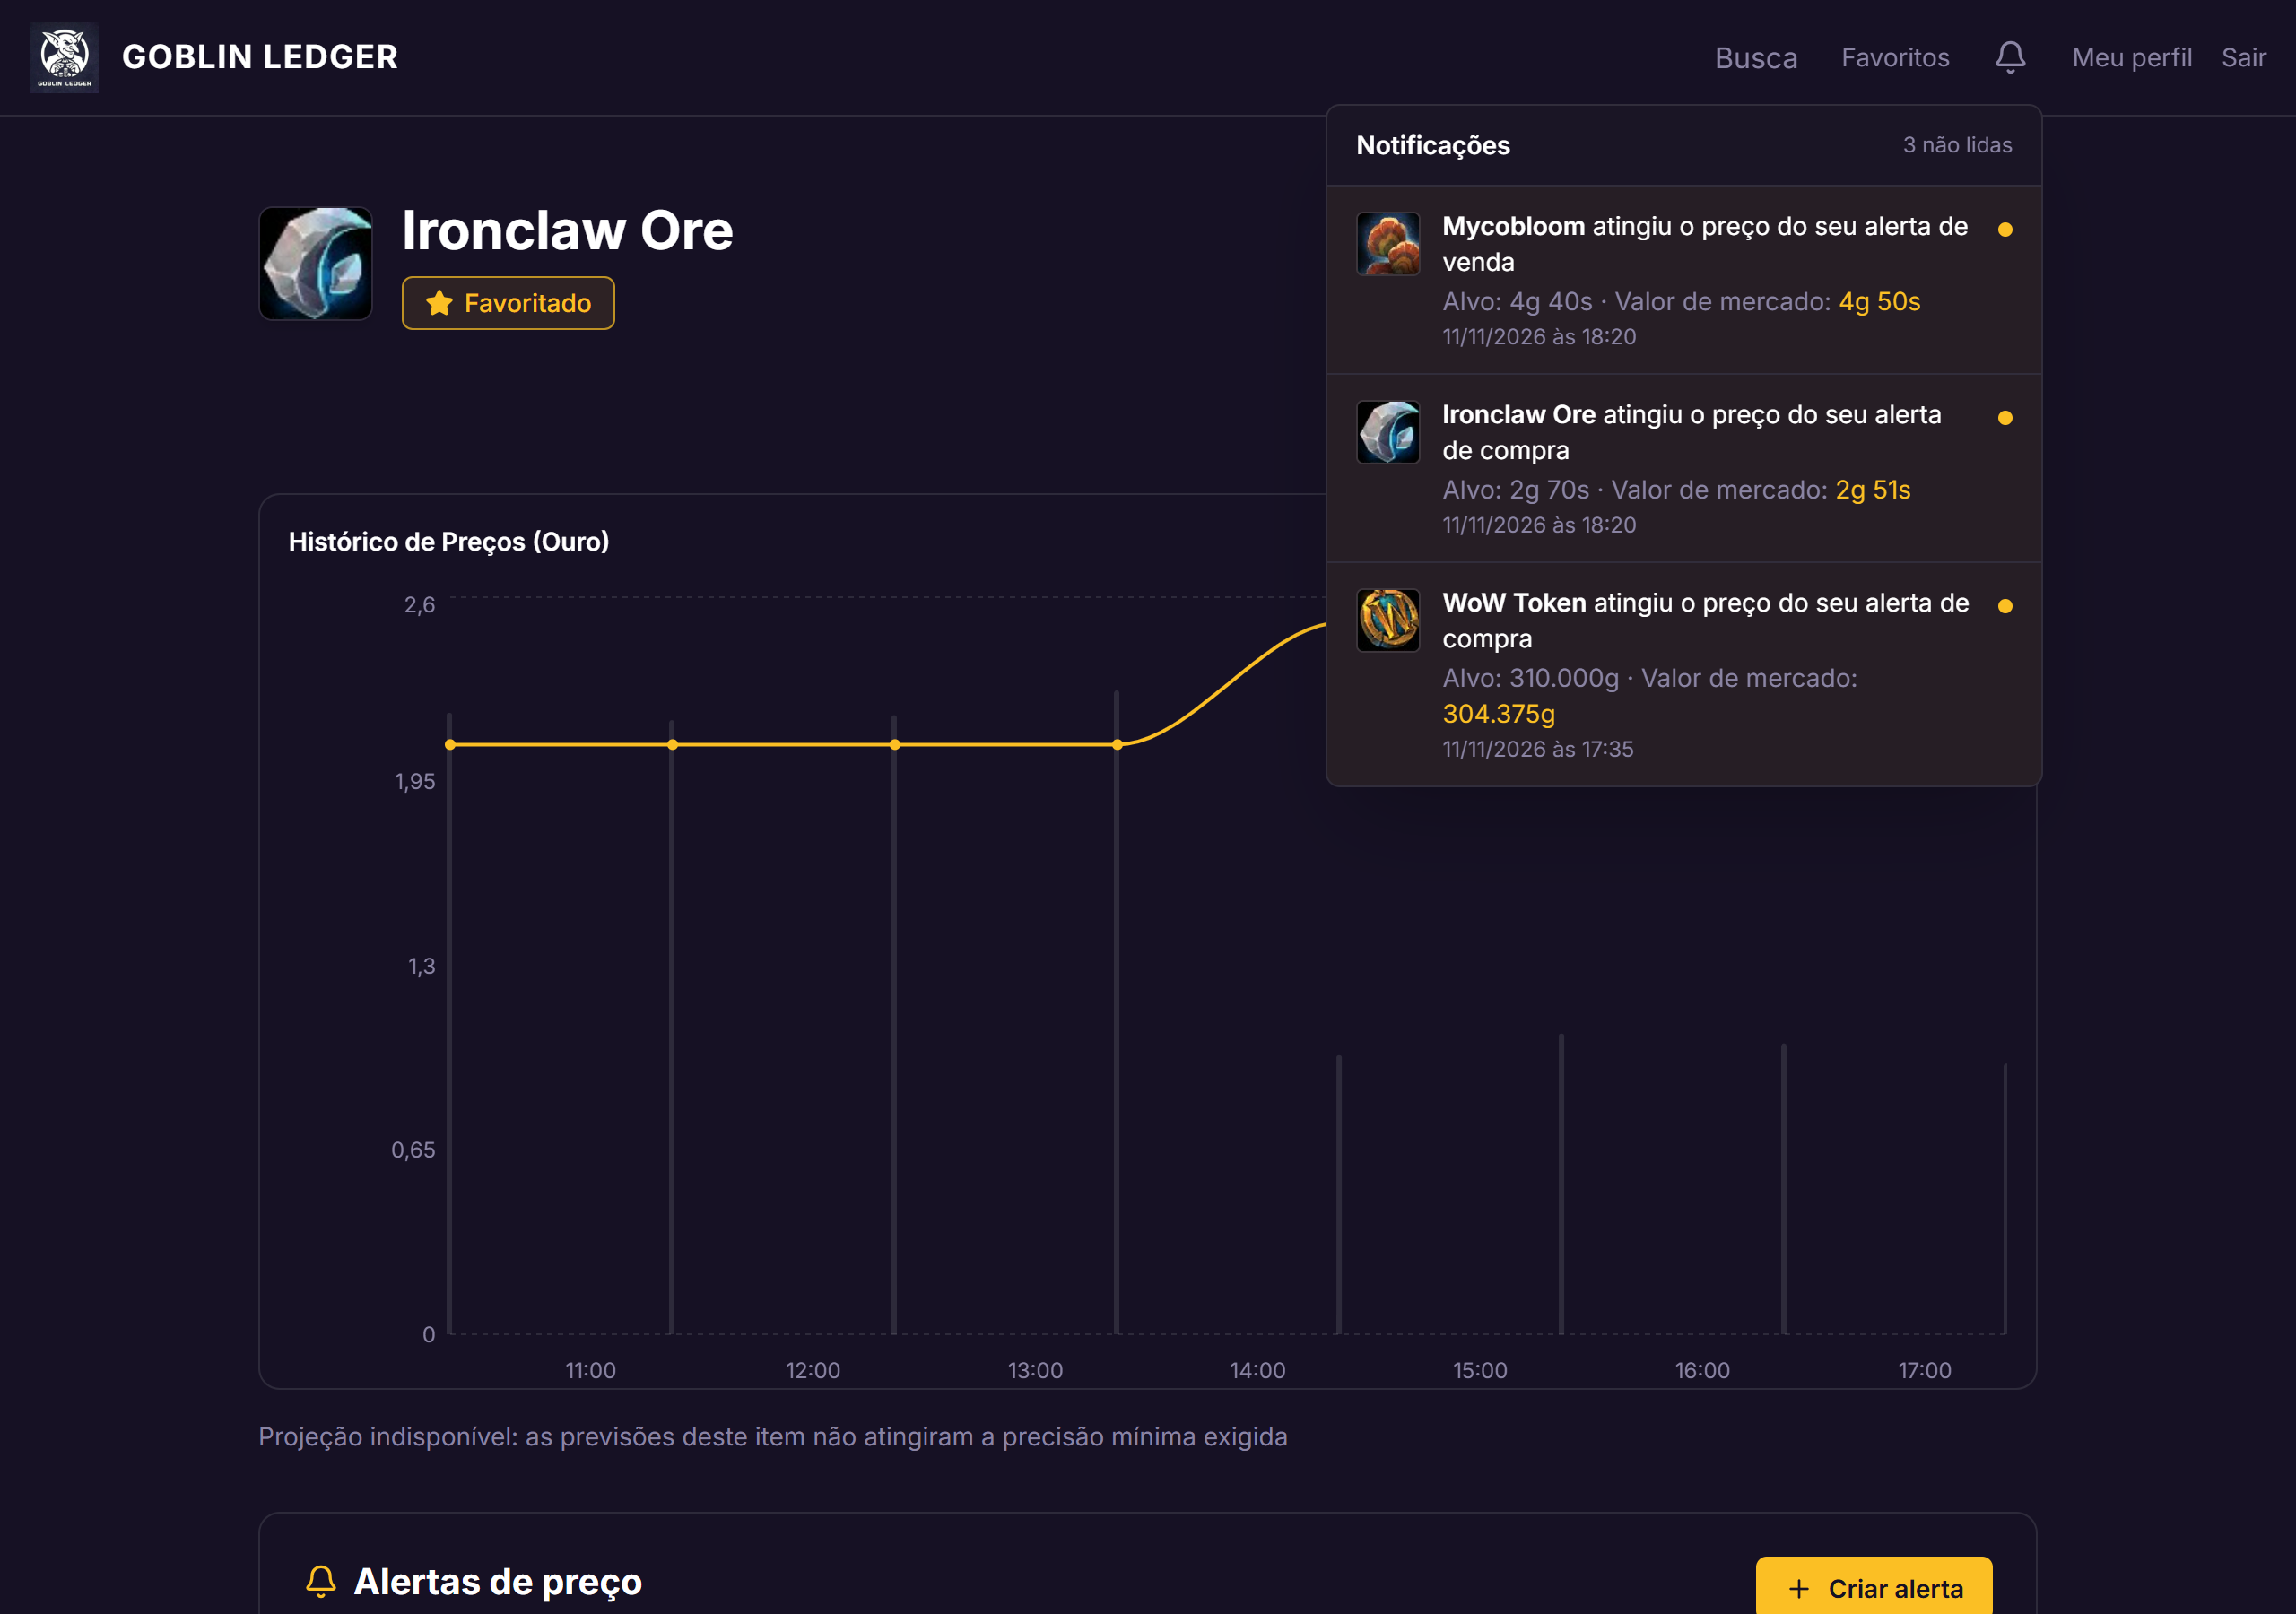 GOBLIN LEDGER
GOBLIN LEDGER
Busca
Favoritos
Meu perfil
Sair
Notificações
3 não lidas
Mycobloom atingiu o preço do seu alerta de
venda
Alvo: 4g 40s · Valor de mercado: 4g 50s
11/11/2026 às 18:20
Ironclaw Ore atingiu o preço do seu alerta
de compra
Alvo: 2g 70s · Valor de mercado: 2g 51s
11/11/2026 às 18:20
WoW Token atingiu o preço do seu alerta de
compra
Alvo: 310.000g · Valor de mercado:
304.375g
11/11/2026 às 17:35
Ironclaw Ore
Favoritado
Histórico de Preços (Ouro)
2,6
1,95
1,3
0,65
0
11:00
12:00
13:00
14:00
15:00
16:00
17:00
Projeção indisponível: as previsões deste item não atingiram a precisão mínima exigida
Alertas de preço
+ Criar alerta